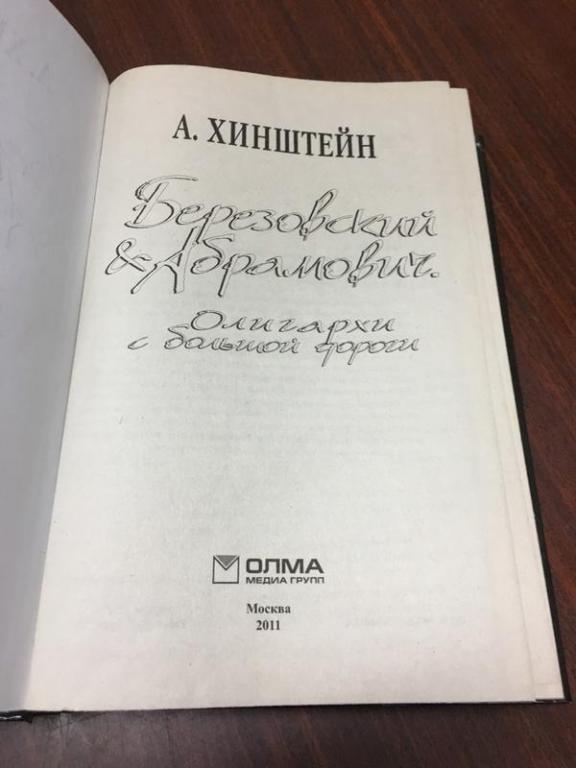 А. ХИНШТЕЙН
Березовский
& Абрамович.
Олигархи
с большой дороги
ОЛМА
МЕДИА ГРУПП
Москва
2011